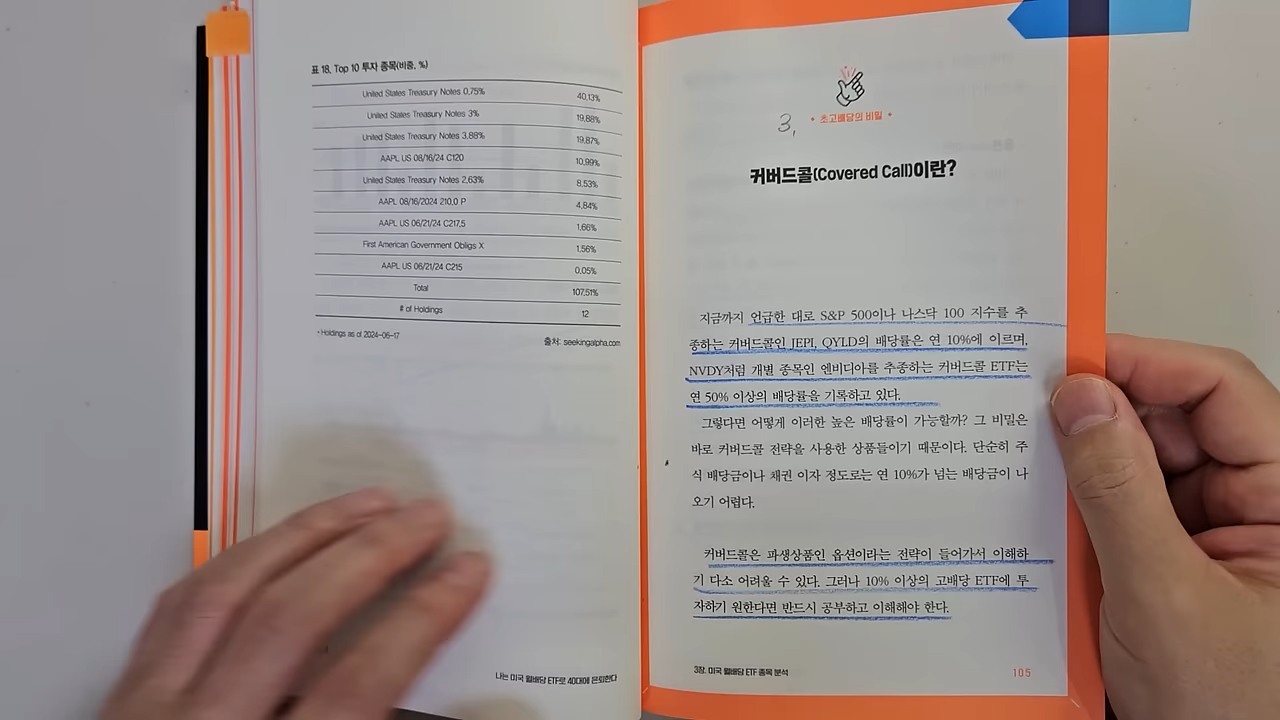 표 18. Top 10 투자 종목(비중, %)
United States Treasury Notes 0.75% 40.13%
United States Treasury Notes 3% 19.88%
United States Treasury Notes 3.88% 19.87%
AAPL US 08/16/24 C120 10.99%
United States Treasury Notes 2.63% 8.53%
AAPL 08/16/2024 210.0 P 4.84%
AAPL US 06/21/24 C217.5 1.66%
First American Government Obligs X 1.56%
AAPL US 06/21/24 C215 0.05%
Total 107.51%
# of Holdings 12
* Holdings as of 2024-06-17
출처: seekingalpha.com
나는 미국 월배당 ETF로 40대에 은퇴한다
3,
초고배당의 비밀
커버드콜(Covered Call)이란?
지금까지 언급한 대로 S&P 500이나 나스닥 100 지수를 추
종하는 커버드콜인 JEPI, QYLD의 배당률은 연 10%에 이르며,
NVDY처럼 개별 종목인 엔비디아를 추종하는 커버드콜 ETF는
연 50% 이상의 배당률을 기록하고 있다.
그렇다면 어떻게 이러한 높은 배당률이 가능할까? 그 비밀은
바로 커버드콜 전략을 사용한 상품들이기 때문이다. 단순히 주
식 배당금이나 채권 이자 정도로는 연 10%가 넘는 배당금이 나
오기 어렵다.
커버드콜은 파생상품인 옵션이라는 전략이 들어가서 이해하
기 다소 어려울 수 있다. 그러나 10% 이상의 고배당 ETF에 투
자하기 원한다면 반드시 공부하고 이해해야 한다.
3장. 미국 월배당 ETF 종목 분석
105